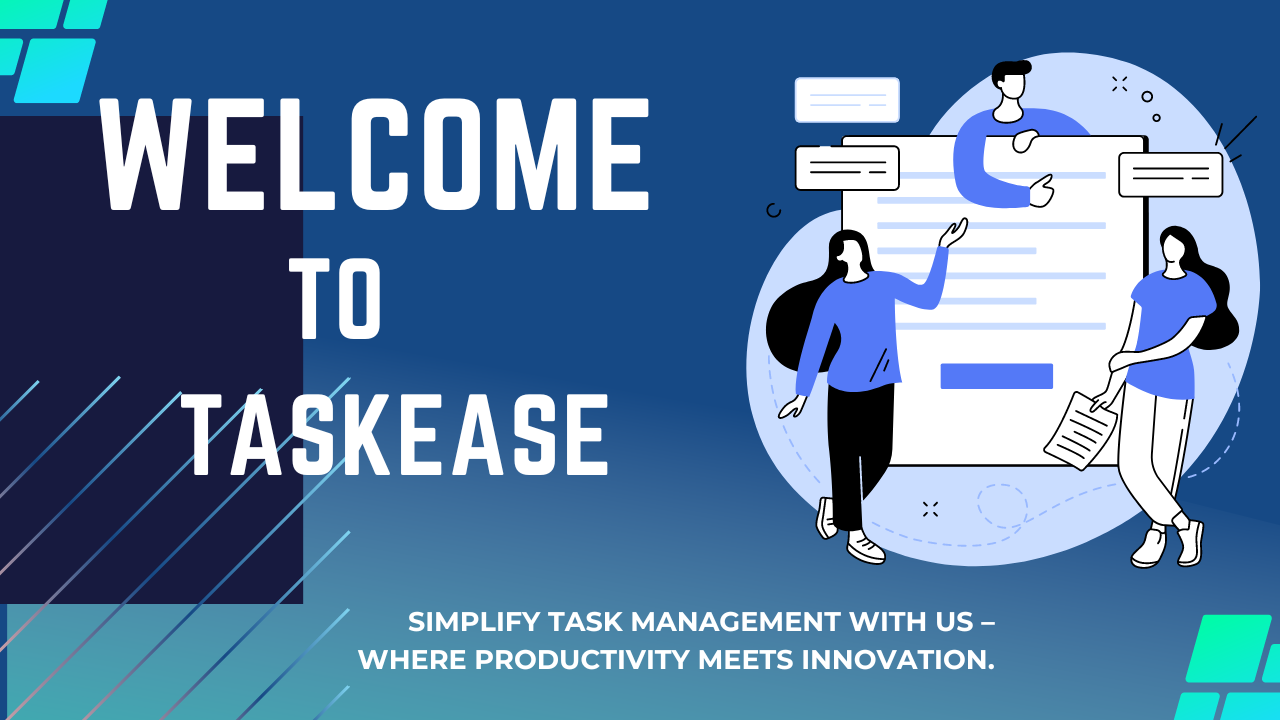 WELCOME
TO
TASKEASE
SIMPLIFY TASK MANAGEMENT WITH US –
WHERE PRODUCTIVITY MEETS INNOVATION.